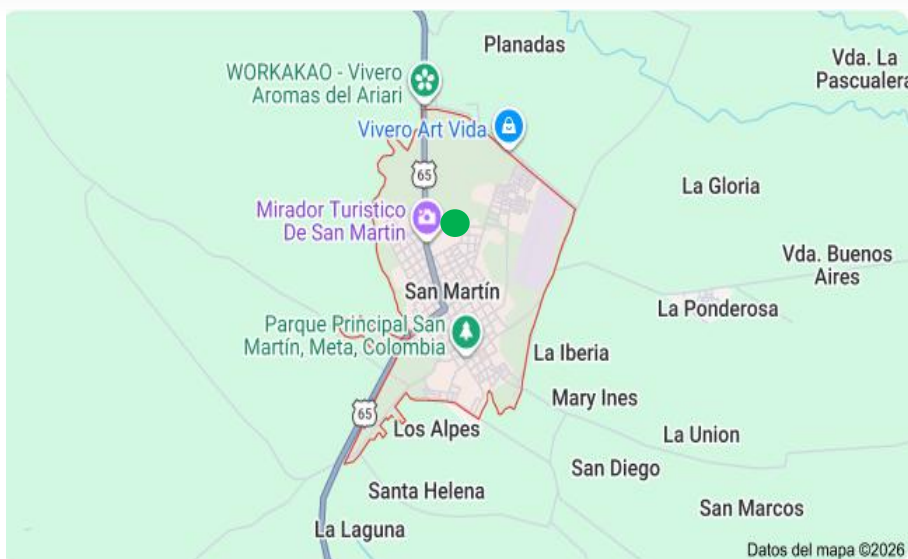 Planadas
Vda. La
Pascualera
WORKAKAO - Vivero
Aromas del Ariari
Vivero Art Vida
65
La Gloria
Mirador Turistico
De San Martin
Vda. Buenos
Aires
San Martín
La Ponderosa
Parque Principal San
Martín, Meta, Colombia
La Iberia
Mary Ines
65
Los Alpes
La Union
San Diego
Santa Helena
San Marcos
La Laguna
Datos del mapa ©2026